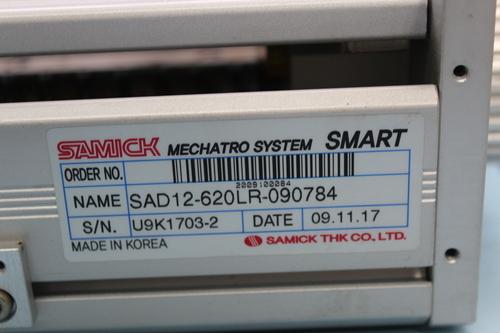 SAMICK MECHATRO SYSTEM SMART
ORDER NO. 2009100084
NAME SAD12-620LR-090784
S/N. U9K1703-2 DATE 09.11.17
MADE IN KOREA SAMICK THK CO., LTD.